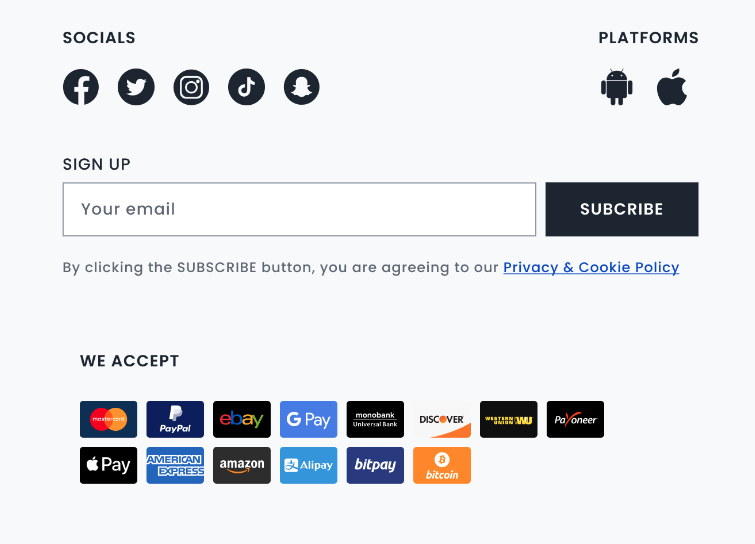 SOCIALS
PLATFORMS
SIGN UP
Your email
SUBCRIBE
By clicking the SUBSCRIBE button, you are agreeing to our Privacy & Cookie Policy
WE ACCEPT
mastercard
PayPal
ebay
G Pay
monobank
Universal Bank
DISCOVER
WESTERN
UNION WU
Payoneer
Pay
AMERICAN
EXPRESS
amazon
支 Alipay
bitpay
bitcoin